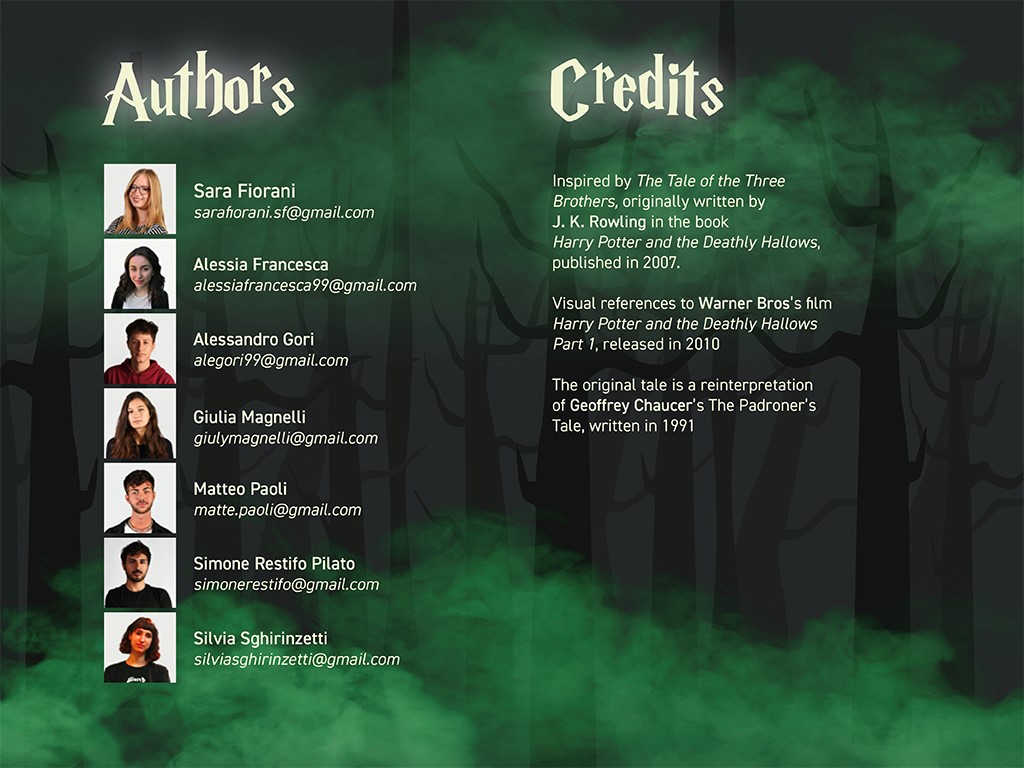 Authors
Sara Fiorani
sarafiorani.sf@gmail.com
Alessia Francesca
alessiafrancesca99@gmail.com
Alessandro Gori
alegori99@gmail.com
Giulia Magnelli
giulymagnelli@gmail.com
Matteo Paoli
matte.paoli@gmail.com
Simone Restifo Pilato
simonerestifo@gmail.com
Silvia Sghirinzetti
silviasghirinzetti@gmail.com
Credits
Inspired by The Tale of the Three
Brothers, originally written by
J. K. Rowling in the book
Harry Potter and the Deathly Hallows,
published in 2007.
Visual references to Warner Bros's film
Harry Potter and the Deathly Hallows
Part 1, released in 2010
The original tale is a reinterpretation
of Geoffrey Chaucer's The Padroner's
Tale, written in 1991